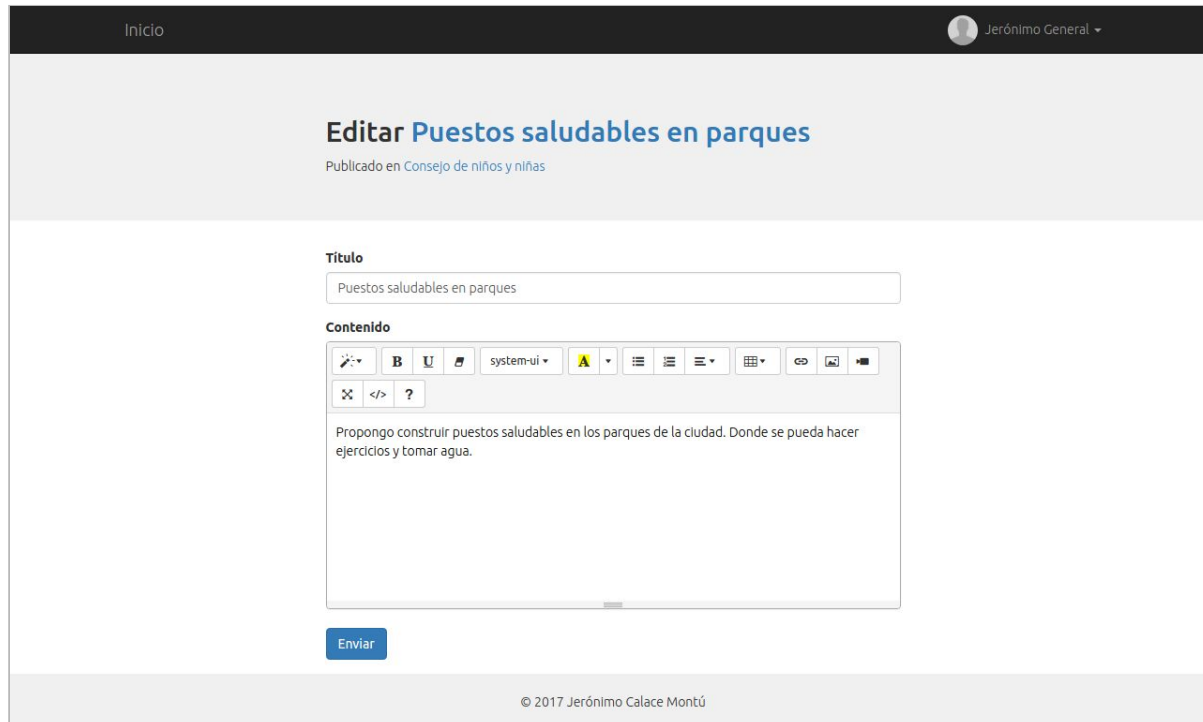 Inicio
Jerónimo General
Editar Puestos saludables en parques
Publicado en Consejo de niños y niñas
Título
Puestos saludables en parques
Contenido
B U system-ui A
</> ?
Propongo construir puestos saludables en los parques de la ciudad. Donde se pueda hacer
ejercicios y tomar agua.
Enviar
© 2017 Jerónimo Calace Montú